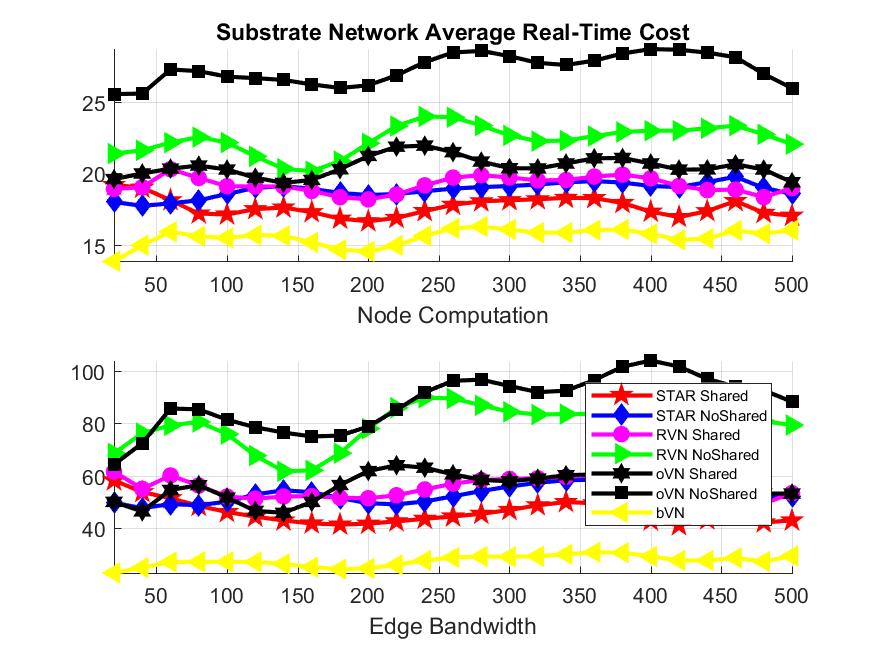 Substrate Network Average Real-Time Cost
25
20
15
50 100 150 200 250 300 350 400 450 500
Node Computation
100
80
60
40
STAR Shared
STAR NoShared
RVN Shared
RVN NoShared
oVN Shared
oVN NoShared
bVN
50 100 150 200 250 300 350 400 450 500
Edge Bandwidth